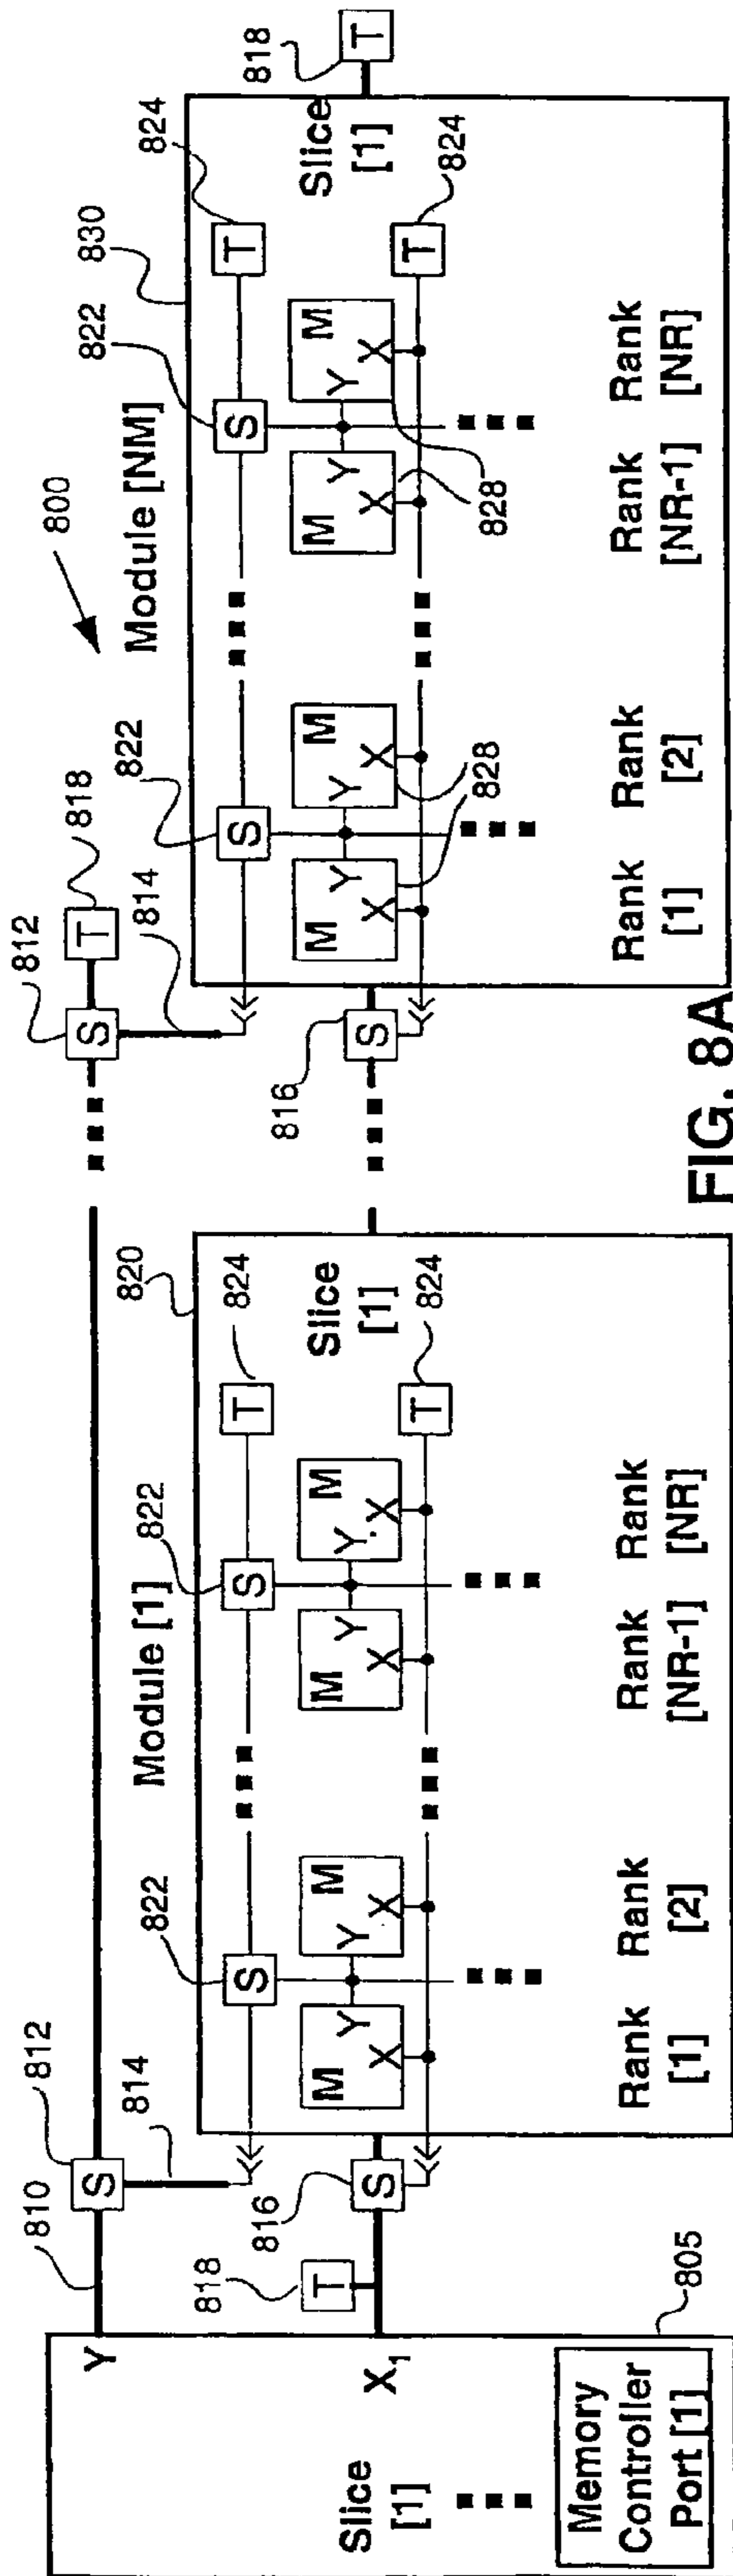 Y
X1
Slice
[1]
Memory
Controller
Port [1]
805
810
812
S
814
818
T
816
S
Module [1]
820
822
822
824
S
S
T
M M M M
Y Y Y Y
X X X X
Slice
[1]
T
824
Rank Rank Rank Rank
[1] [2] [NR-1] [NR]
800
812
S
T
818
814
816
S
Module [NM]
822
822
830
824
S
S
T
M M M M
Y Y Y Y
X X X X
828
828
Slice
[1]
T
824
818
T
Rank Rank Rank Rank
[1] [2] [NR-1] [NR]
FIG. 8A